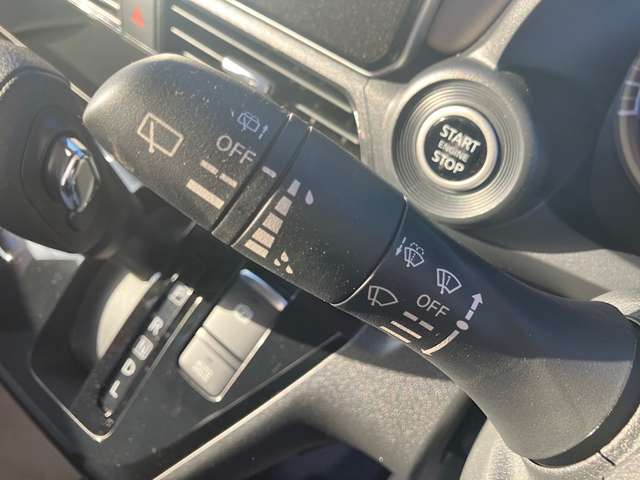 OFF
START
ENGINE
STOP
OFF
R
D
L